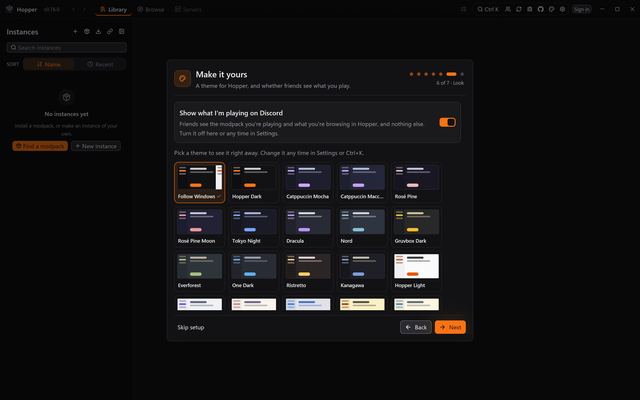 Hopper
Library
Browse
Servers
Ctrl K
Sign in
Instances
Search instances
SORT
Name
Recent
No instances yet
Install a modpack, or make an instance of your own.
Find a modpack
New instance
Make it yours
A theme for Hopper, and whether friends see what you play.
6 of 7 · Look
Show what I'm playing on Discord
Friends see the modpack you're playing and what you're browsing in Hopper, and nothing else.
Turn it off here or any time in Settings.
Pick a theme to see it right away. Change it any time in Settings or Ctrl+K.
Follow Windows
Hopper Dark
Catppuccin Mocha
Catppuccin Macc...
Rosé Pine
Rosé Pine Moon
Tokyo Night
Dracula
Nord
Gruvbox Dark
Everforest
One Dark
Ristretto
Kanagawa
Hopper Light
Skip setup
Back
Next